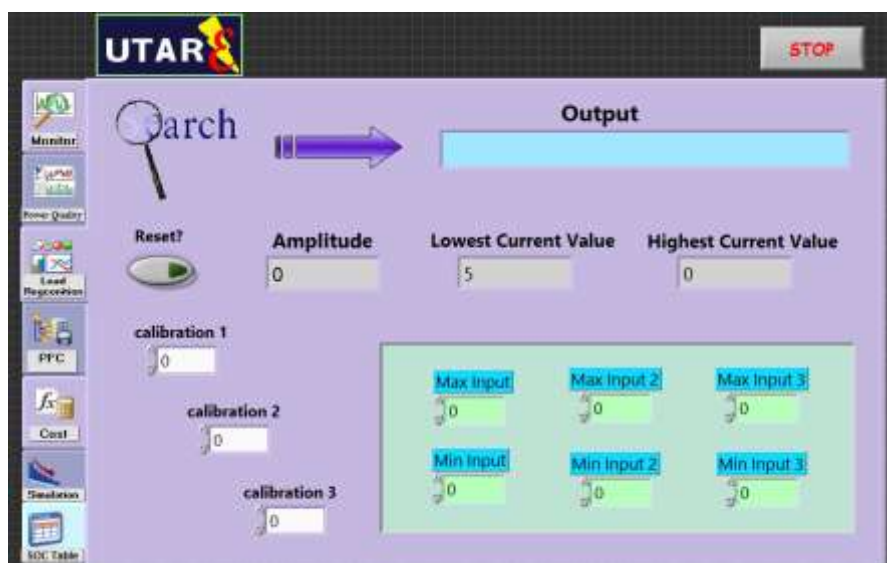 UTAR
STOP
Monitor
Power Quality
Load
Regconition
PFC
Cost
Simulation
SOC Table
Search
Output
Reset?
Amplitude
0
Lowest Current Value
5
Highest Current Value
0
calibration 1
0
calibration 2
0
calibration 3
0
Max Input
0
Max Input 2
0
Max Input 3
0
Min Input
0
Min Input 2
0
Min Input 3
0